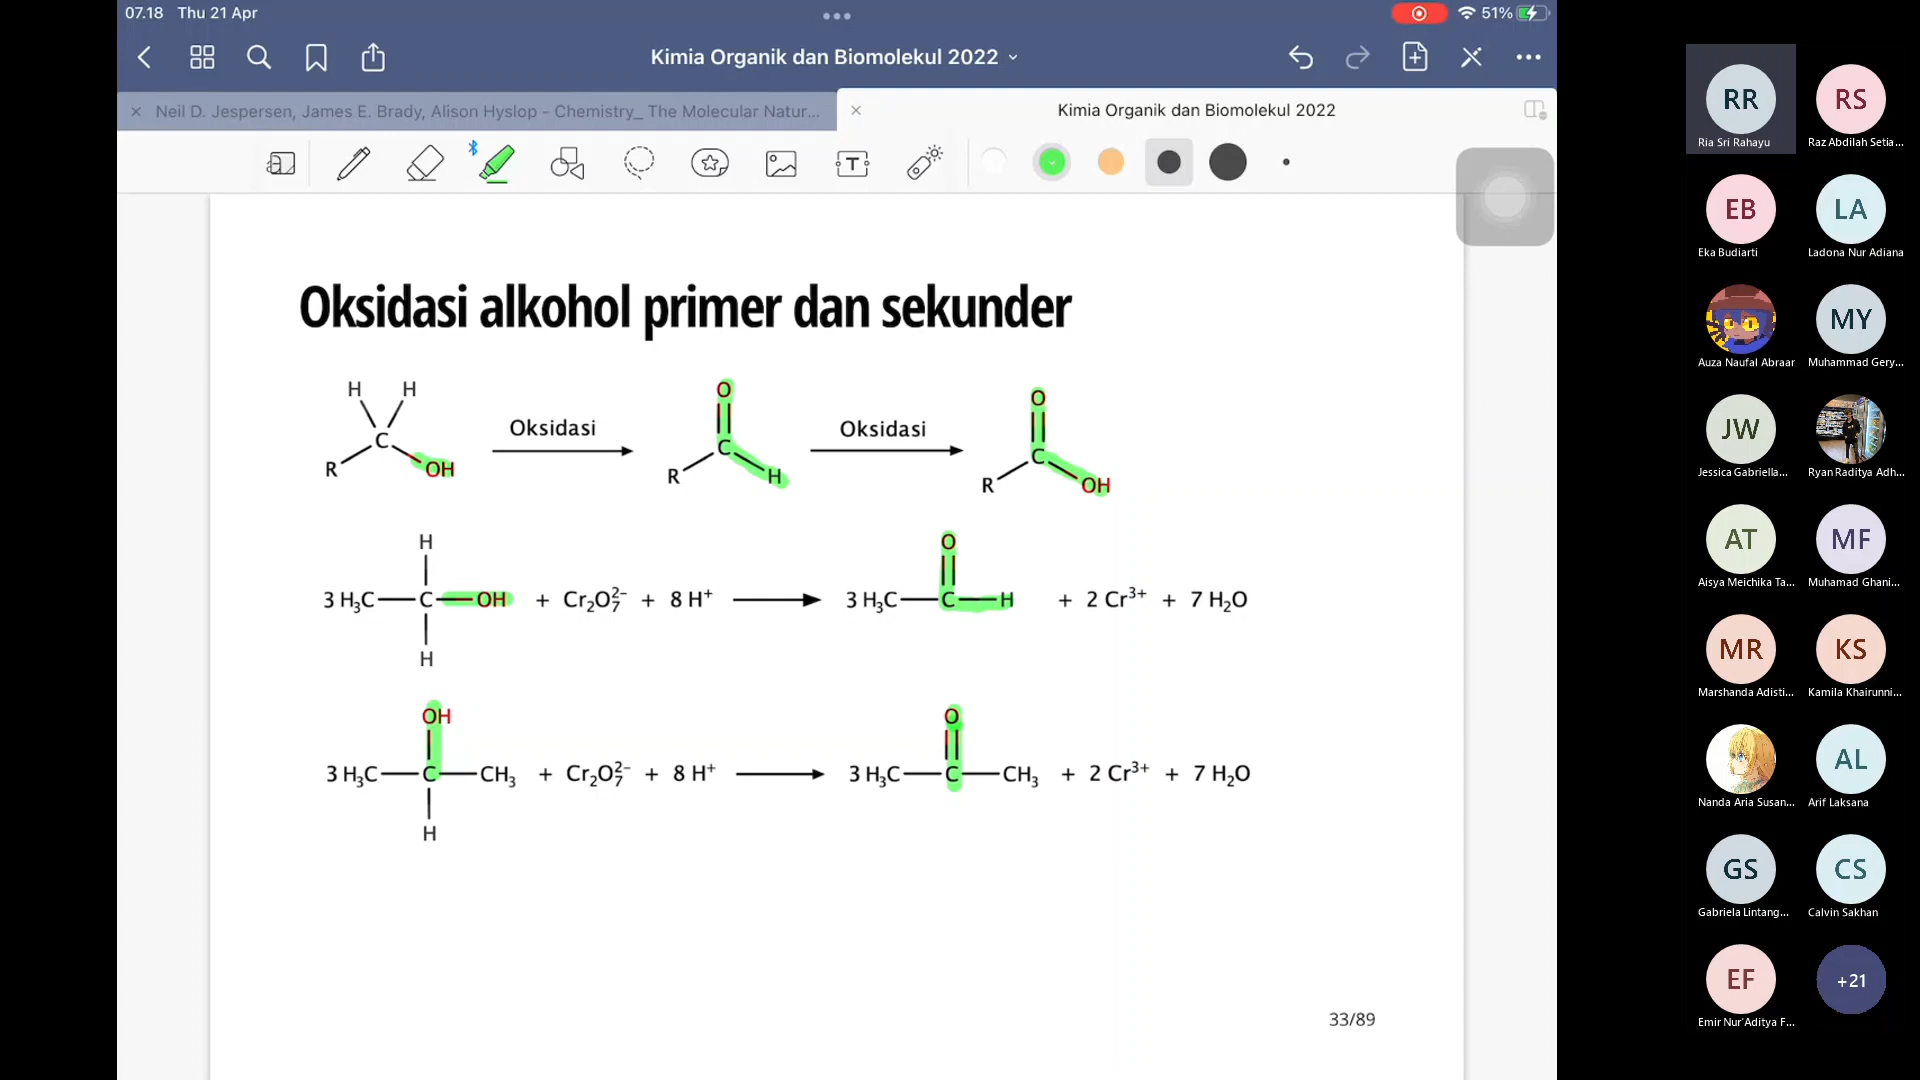 07.18 Thu 21 Apr
51%
Kimia Organik dan Biomolekul 2022
Neil D. Jespersen, James E. Brady, Alison Hyslop - Chemistry_ The Molecular Natur...
Kimia Organik dan Biomolekul 2022
Oksidasi alkohol primer dan sekunder
H H
C
R OH
Oksidasi
O
C
R H
Oksidasi
O
C
R OH
H
3 H₃C—C—OH + Cr₂O₇²⁻ + 8 H⁺ ⟶ 3 H₃C—C—H + 2 Cr³⁺ + 7 H₂O
O
H
OH
3 H₃C—C—CH₃ + Cr₂O₇²⁻ + 8 H⁺ ⟶ 3 H₃C—C—CH₃ + 2 Cr³⁺ + 7 H₂O
O
H
33/89
RR
Ria Sri Rahayu
RS
Raz Abdilah Setia...
EB
Eka Budiarti
LA
Ladona Nur Adiana
Auza Naufal Abraar
MY
Muhammad Gery...
JW
Jessica Gabriella...
Ryan Raditya Adh...
AT
Aisya Meichika Ta...
MF
Muhamad Ghani...
MR
Marshanda Adisti...
KS
Kamila Khairunni...
Nanda Aria Susan...
AL
Arif Laksana
GS
Gabriela Lintang...
CS
Calvin Sakhan
EF
Emir Nur'Aditya F...
+21